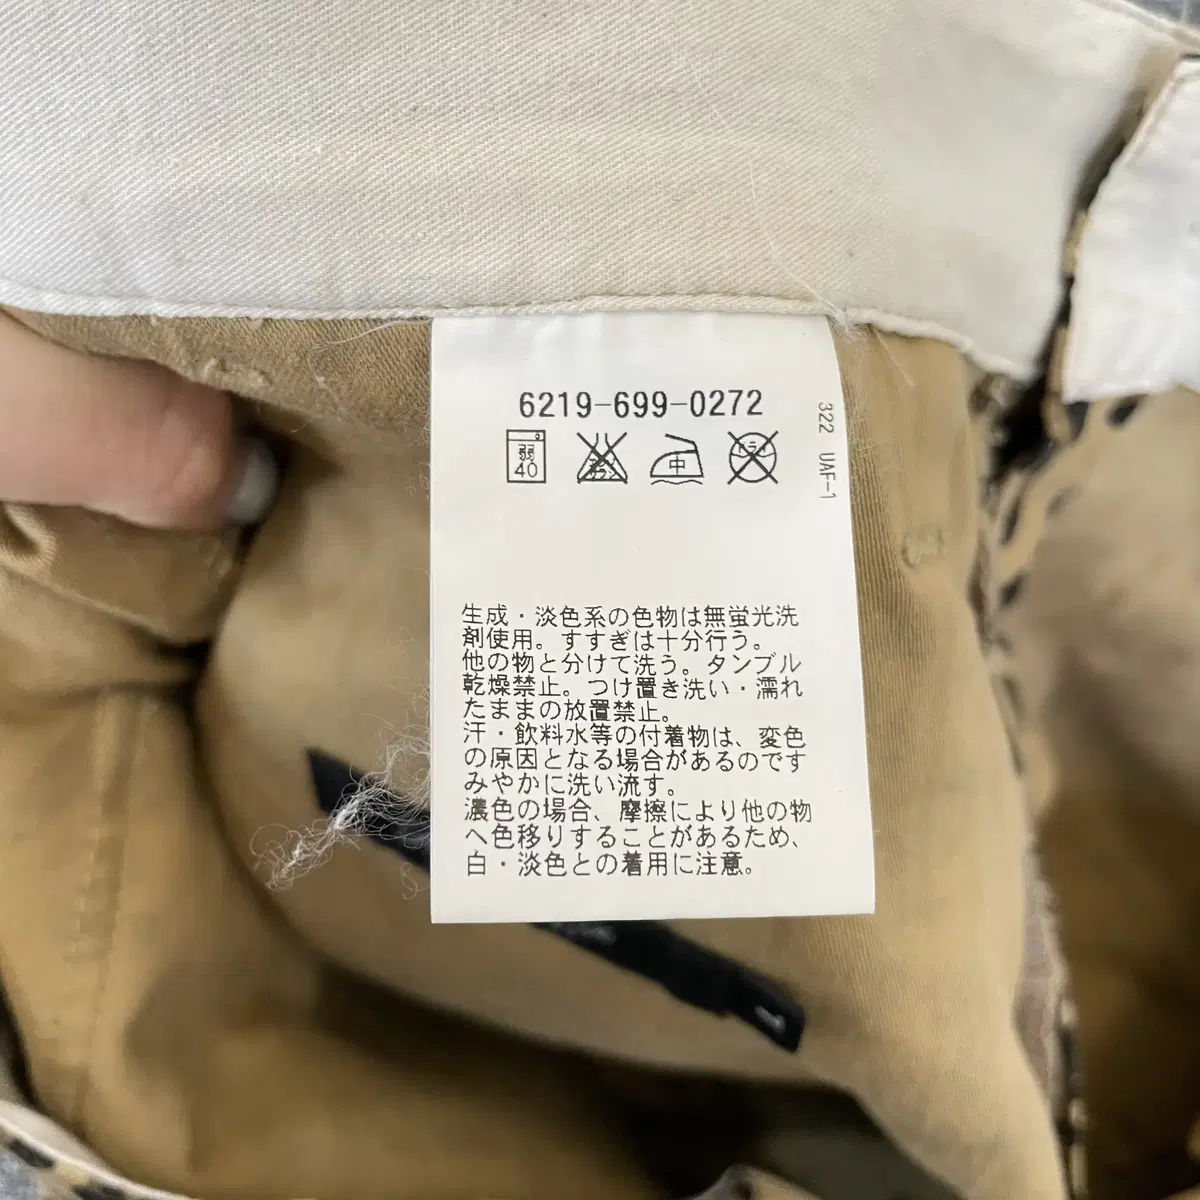 6219-699-0272
弱
40
中
ドライ
322 UAF-1
生成・淡色系の色物は無蛍光洗
剤使用。すすぎは十分行う。
他の物と分けて洗う。タンブル
乾燥禁止。つけ置き洗い・濡れ
たままの放置禁止。
汗・飲料水等の付着物は、変色
の原因となる場合があるのです
みやかに洗い流す。
濃色の場合、摩擦により他の物
へ色移りすることがあるため、
白・淡色との着用に注意。